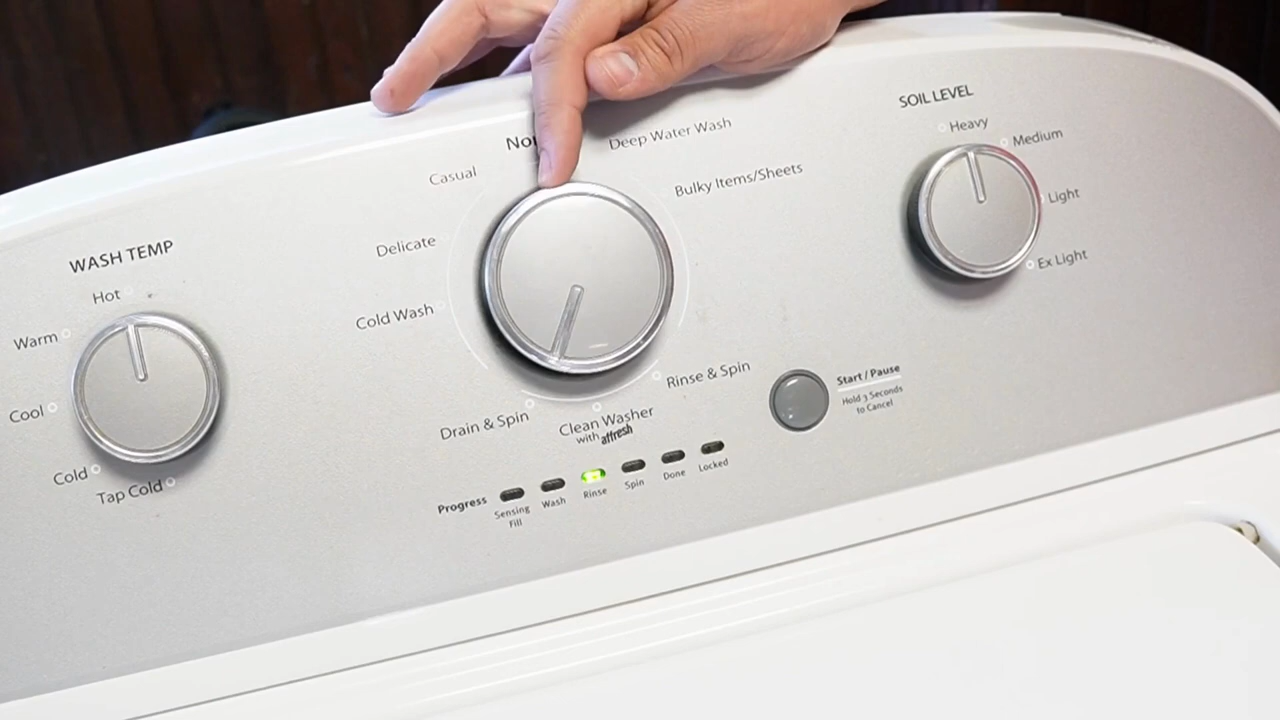 WASH TEMP
Hot
Warm
Cool
Cold
Tap Cold
Deep Water Wash
Casual
Bulky Items/Sheets
Delicate
Cold Wash
Rinse & Spin
Drain & Spin
Clean Washer
with affresh
Start / Pause
Hold 3 Seconds
to Cancel
Progress
Sensing
Fill
Wash
Rinse
Spin
Done
Locked
SOIL LEVEL
Heavy
Medium
Light
Ex Light